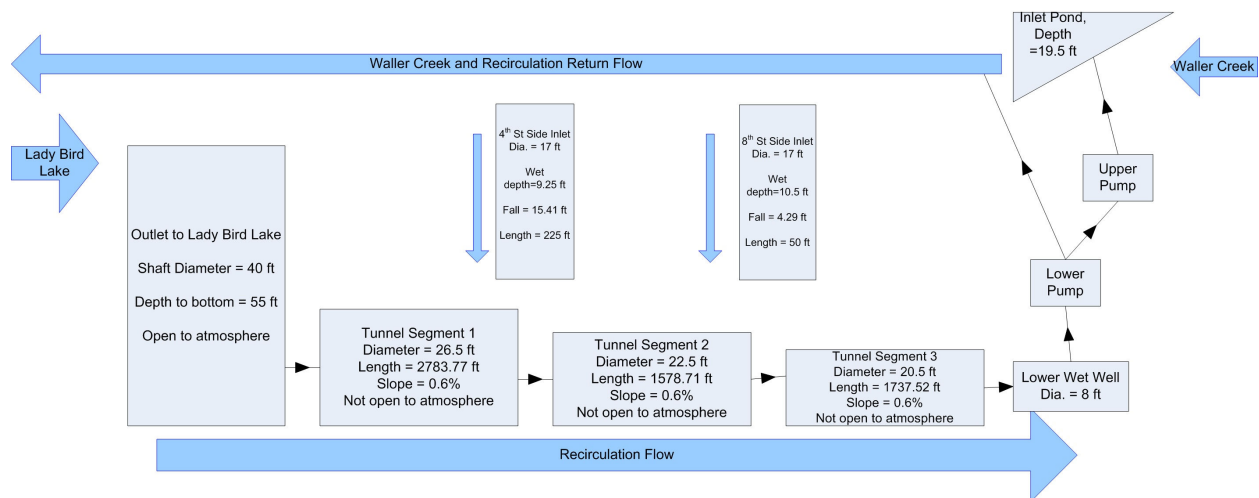 Inlet Pond,
Depth
=19.5 ft
Waller Creek and Recirculation Return Flow
Waller Creek
4th St Side Inlet
Dia. = 17 ft
Wet
depth=9.25 ft
Fall = 15.41 ft
Length = 225 ft
8th St Side Inlet
Dia. = 17 ft
Wet
depth=10.5 ft
Fall = 4.29 ft
Length = 50 ft
Lady Bird
Lake
Upper
Pump
Outlet to Lady Bird Lake
Shaft Diameter = 40 ft
Depth to bottom = 55 ft
Open to atmosphere
Lower
Pump
Tunnel Segment 1
Diameter = 26.5 ft
Length = 2783.77 ft
Slope = 0.6%
Not open to atmosphere
Tunnel Segment 2
Diameter = 22.5 ft
Length = 1578.71 ft
Slope = 0.6%
Not open to atmosphere
Tunnel Segment 3
Diameter = 20.5 ft
Length = 1737.52 ft
Slope = 0.6%
Not open to atmosphere
Lower Wet Well
Dia. = 8 ft
Recirculation Flow